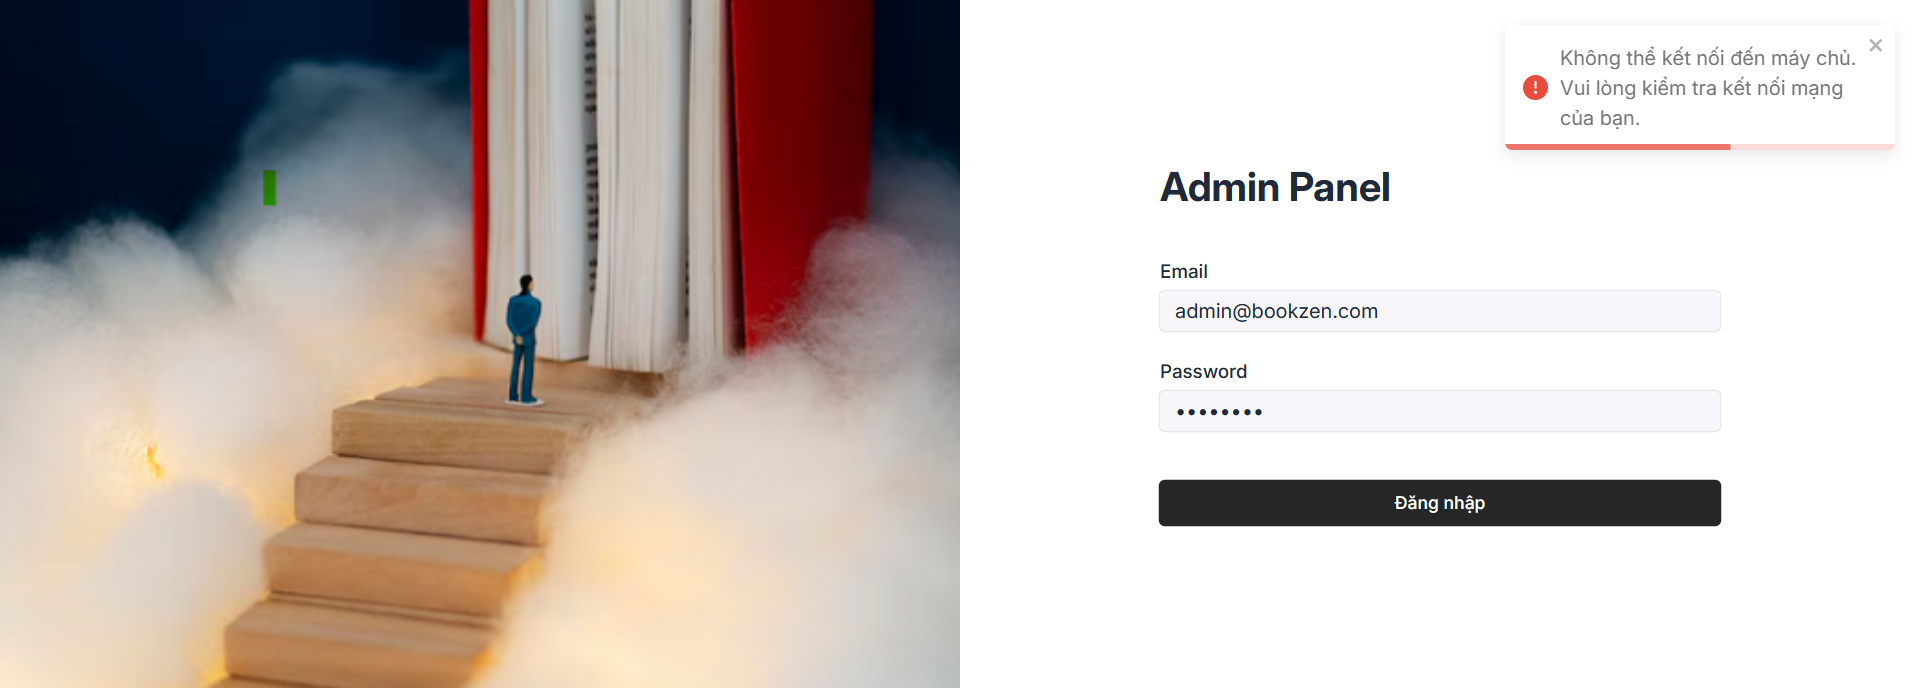 Không thể kết nối đến máy chủ.
Vui lòng kiểm tra kết nối mạng
của bạn.
Admin Panel
Email
admin@bookzen.com
Password
••••••••
Đăng nhập